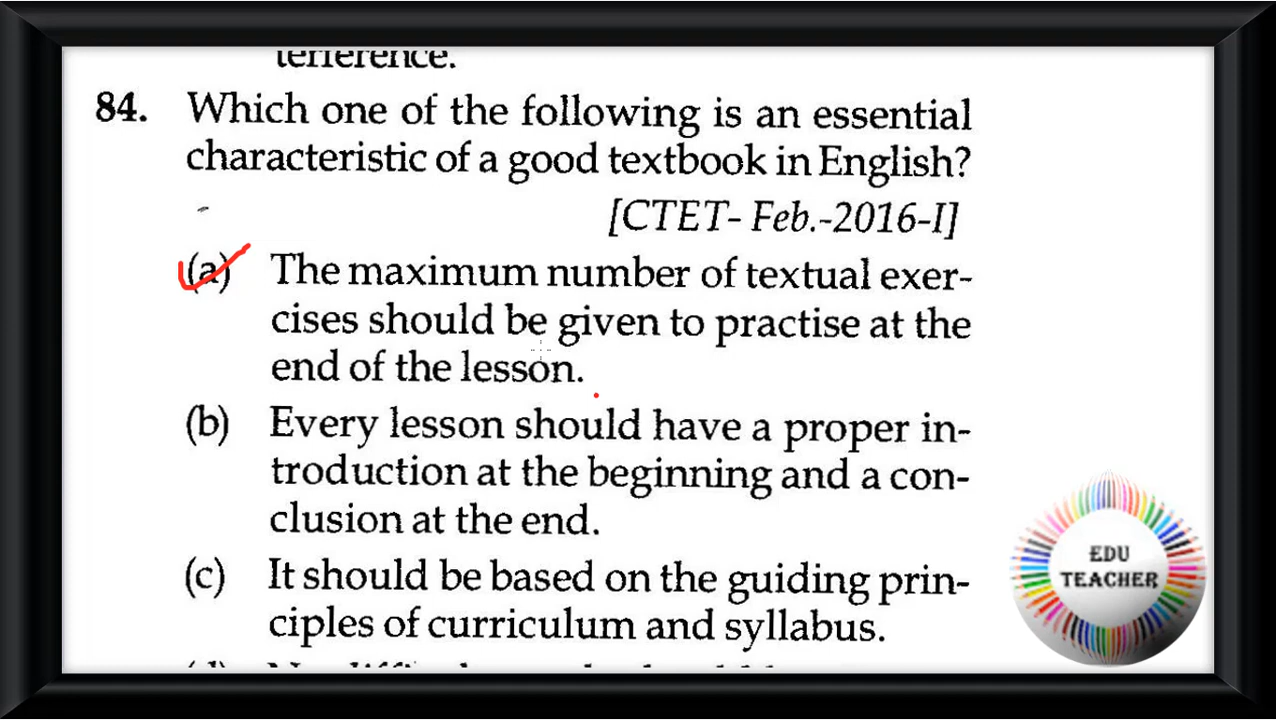 terference.
84. Which one of the following is an essential
characteristic of a good textbook in English?
[CTET- Feb.-2016-I]
(a) The maximum number of textual exer-
cises should be given to practise at the
end of the lesson.
(b) Every lesson should have a proper in-
troduction at the beginning and a con-
clusion at the end.
(c) It should be based on the guiding prin-
ciples of curriculum and syllabus.
EDU
TEACHER